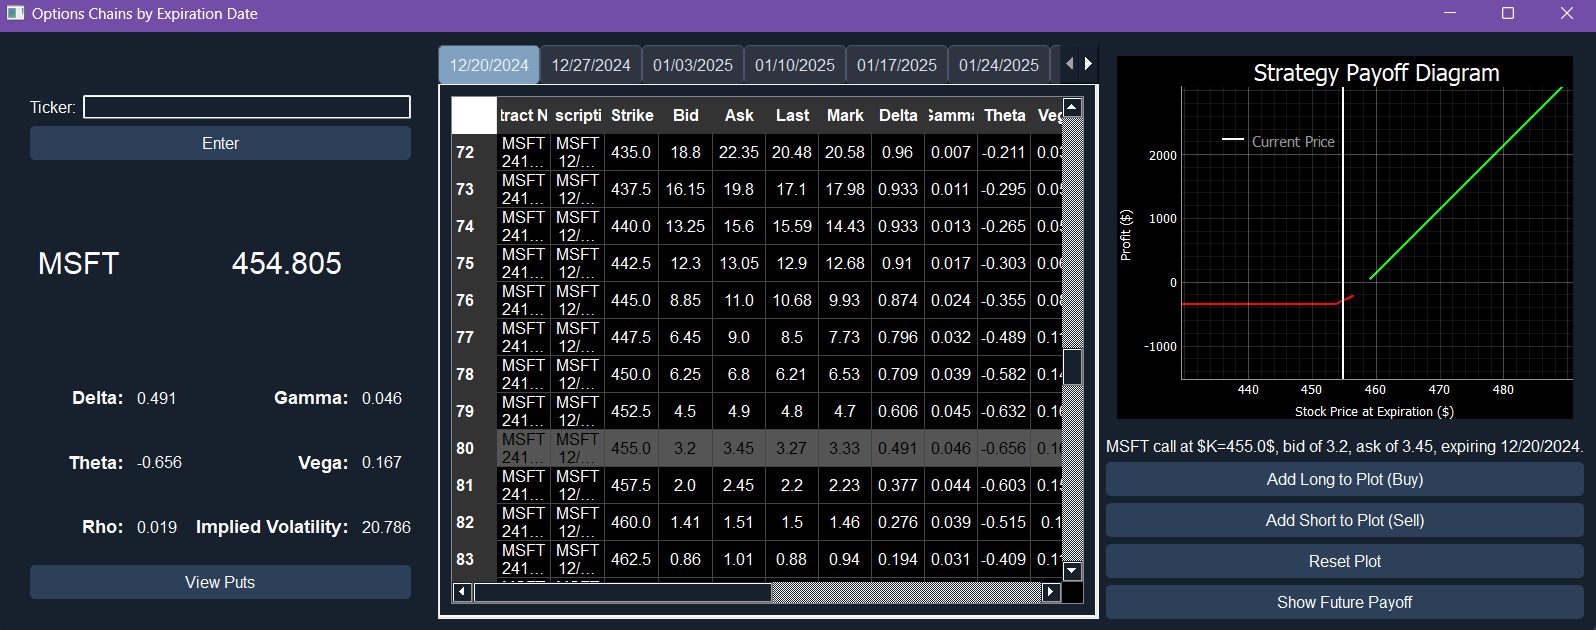 Options Chains by Expiration Date
Ticker:
Enter
MSFT 454.805
Delta: 0.491 Gamma: 0.046
Theta: -0.656 Vega: 0.167
Rho: 0.019 Implied Volatility: 20.786
View Puts
12/20/2024 12/27/2024 01/03/2025 01/10/2025 01/17/2025 01/24/2025
tract N scripti Strike Bid Ask Last Mark Delta Gamma Theta Veg
72 MSFT 241... MSFT 12/... 435.0 18.8 22.35 20.48 20.58 0.96 0.007 -0.211 0.03
73 MSFT 241... MSFT 12/... 437.5 16.15 19.8 17.1 17.98 0.933 0.011 -0.295 0.05
74 MSFT 241... MSFT 12/... 440.0 13.25 15.6 15.59 14.43 0.933 0.013 -0.265 0.05
75 MSFT 241... MSFT 12/... 442.5 12.3 13.05 12.9 12.68 0.91 0.017 -0.303 0.06
76 MSFT 241... MSFT 12/... 445.0 8.85 11.0 10.68 9.93 0.874 0.024 -0.355 0.08
77 MSFT 241... MSFT 12/... 447.5 6.45 9.0 8.5 7.73 0.796 0.032 -0.489 0.1
78 MSFT 241... MSFT 12/... 450.0 6.25 6.8 6.21 6.53 0.709 0.039 -0.582 0.14
79 MSFT 241... MSFT 12/... 452.5 4.5 4.9 4.8 4.7 0.606 0.045 -0.632 0.16
80 MSFT 241... MSFT 12/... 455.0 3.2 3.45 3.27 3.33 0.491 0.046 -0.656 0.16
81 MSFT 241... MSFT 12/... 457.5 2.0 2.45 2.2 2.23 0.377 0.044 -0.603 0.15
82 MSFT 241... MSFT 12/... 460.0 1.41 1.51 1.5 1.46 0.276 0.039 -0.515 0.1
83 MSFT 241... MSFT 12/... 462.5 0.86 1.01 0.88 0.94 0.194 0.031 -0.409 0.1
Strategy Payoff Diagram
Current Price
2000
1000
0
-1000
Profit ($)
440 450 460 470 480
Stock Price at Expiration ($)
MSFT call at $K=455.0$, bid of 3.2, ask of 3.45, expiring 12/20/2024.
Add Long to Plot (Buy)
Add Short to Plot (Sell)
Reset Plot
Show Future Payoff